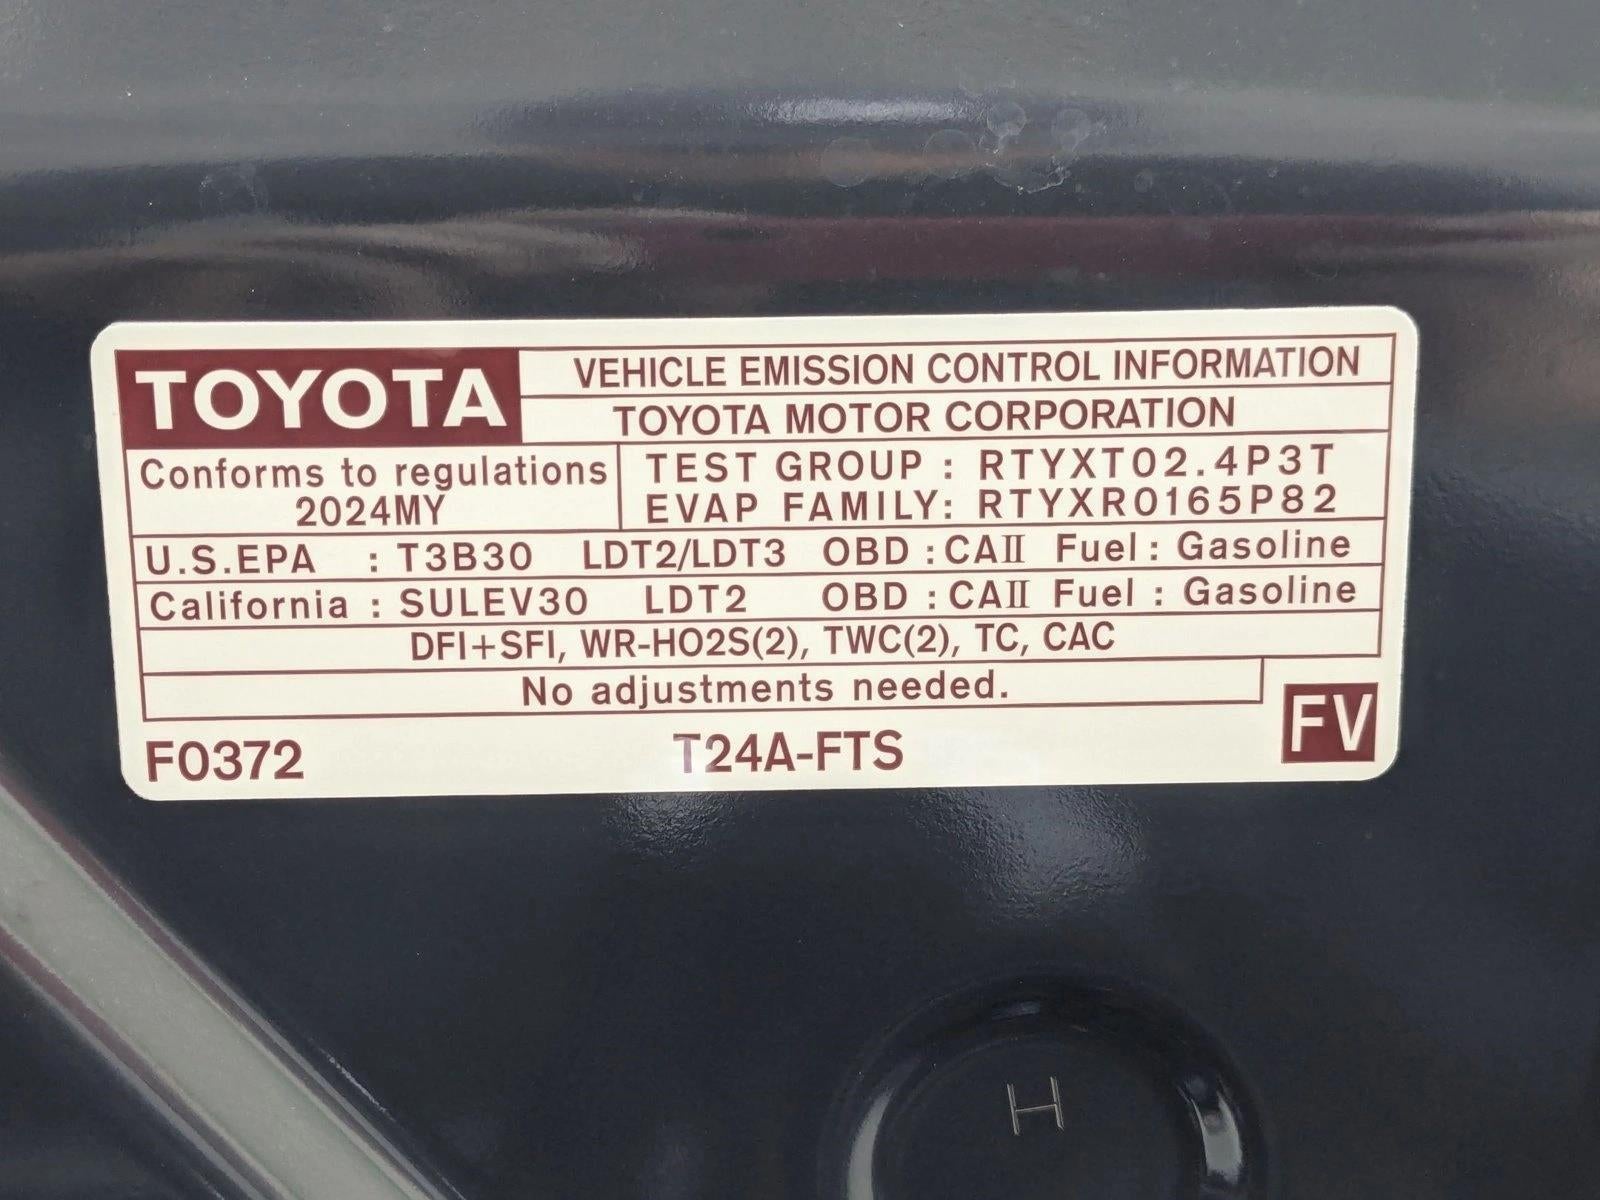 TOYOTA
VEHICLE EMISSION CONTROL INFORMATION
TOYOTA MOTOR CORPORATION
Conforms to regulations
2024MY
TEST GROUP : RTYXT02.4P3T
EVAP FAMILY: RTYXR0165P82
U.S.EPA : T3B30 LDT2/LDT3 OBD : CAⅡ Fuel : Gasoline
California : SULEV30 LDT2 OBD : CAⅡ Fuel : Gasoline
DFI+SFI, WR-HO2S(2), TWC(2), TC, CAC
No adjustments needed.
F0372
T24A-FTS
FV
H